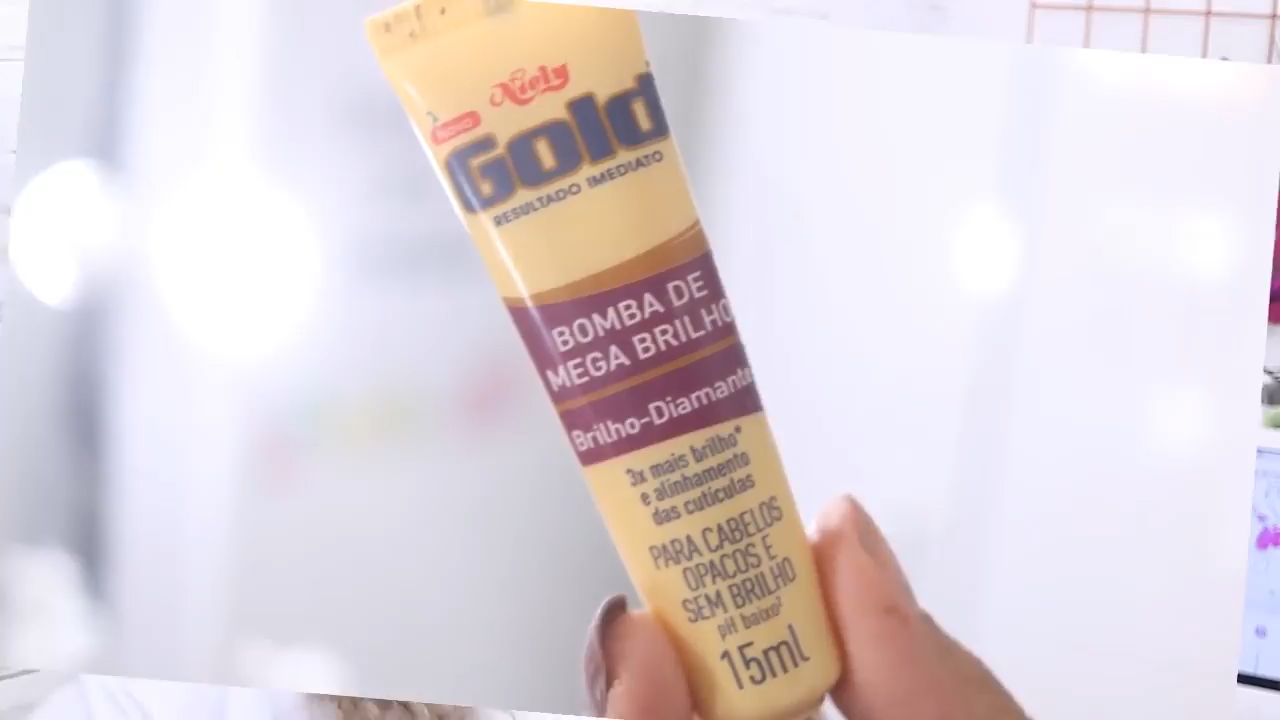 Niely
Novo
Gold
RESULTADO IMEDIATO
BOMBA DE
MEGA BRILHO
Brilho-Diamante
3x mais brilho*
e alinhamento
das cutículas
PARA CABELOS
OPACOS E
SEM BRILHO
pH baixo²
15ml